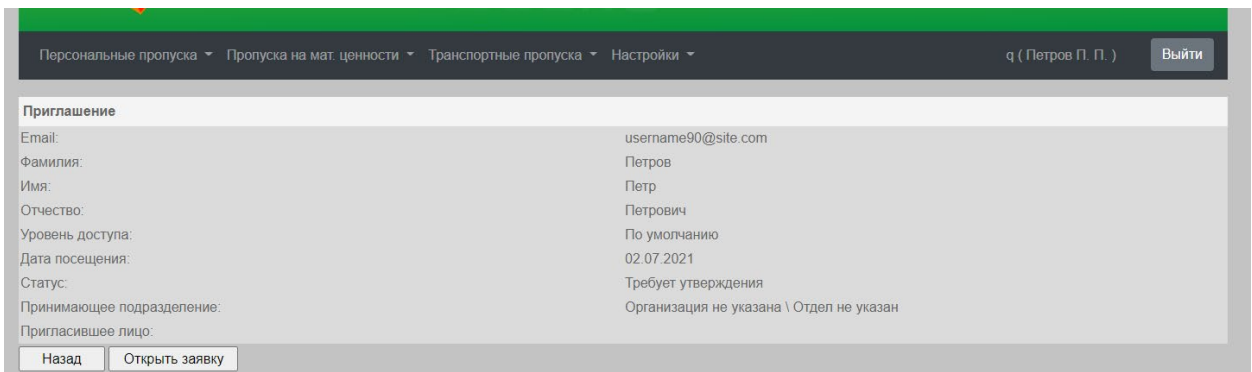 Персональные пропуска Пропуска на мат. ценности Транспортные пропуска Настройки q ( Петров П. П. ) Выйти
Приглашение
Email: username90@site.com
Фамилия: Петров
Имя: Петр
Отчество: Петрович
Уровень доступа: По умолчанию
Дата посещения: 02.07.2021
Статус: Требует утверждения
Принимающее подразделение: Организация не указана \ Отдел не указан
Пригласившее лицо:
Назад Открыть заявку